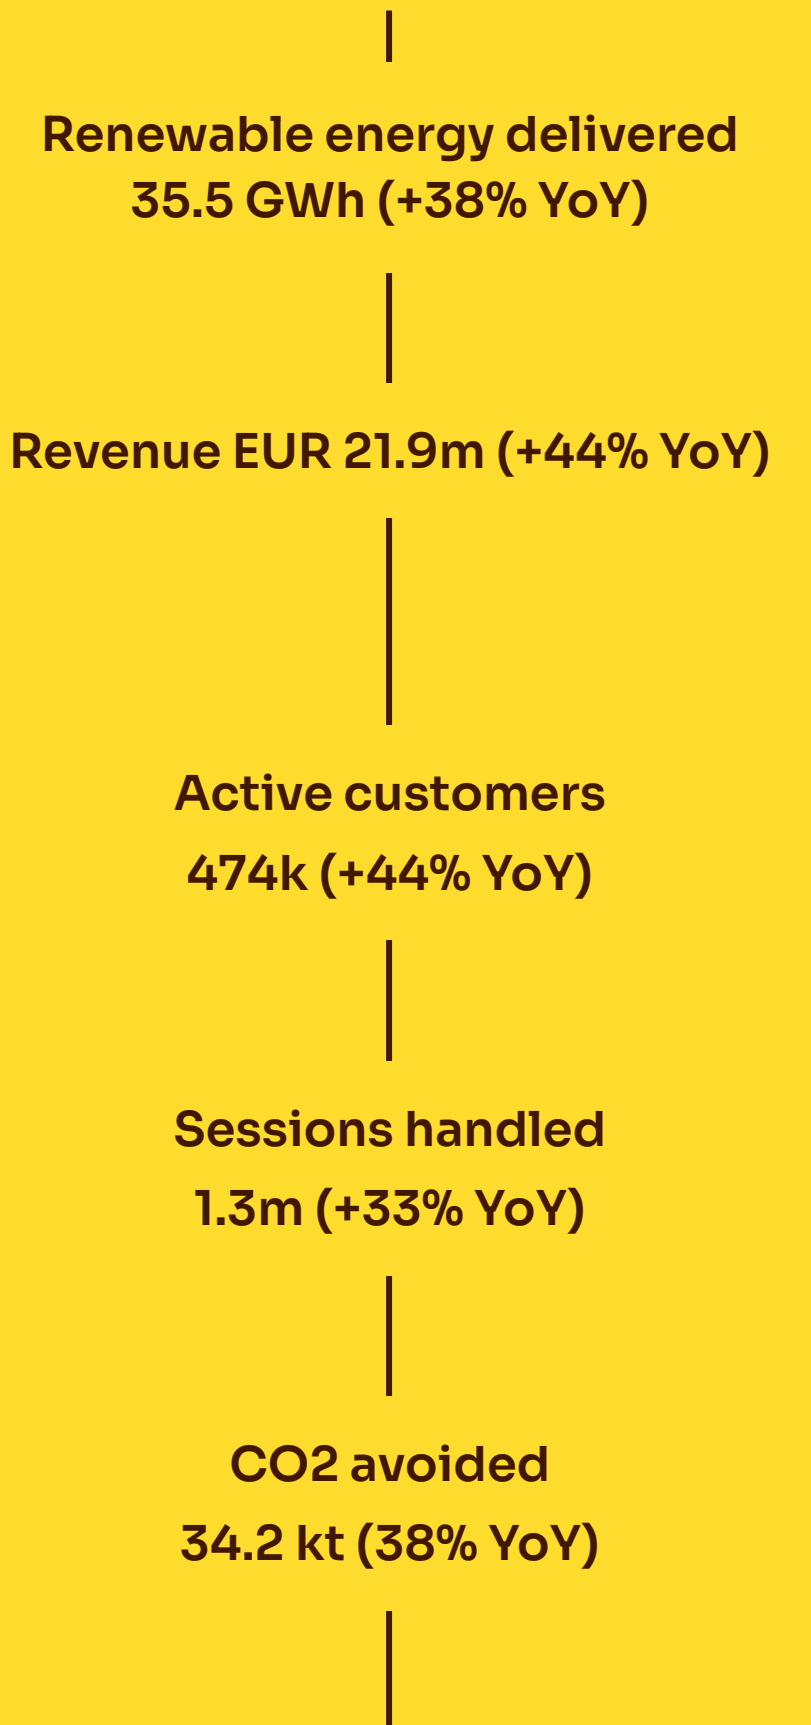 Renewable energy delivered
35.5 GWh (+38% YoY)
Revenue EUR 21.9m (+44% YoY)
Active customers
474k (+44% YoY)
Sessions handled
1.3m (+33% YoY)
CO2 avoided
34.2 kt (38% YoY)